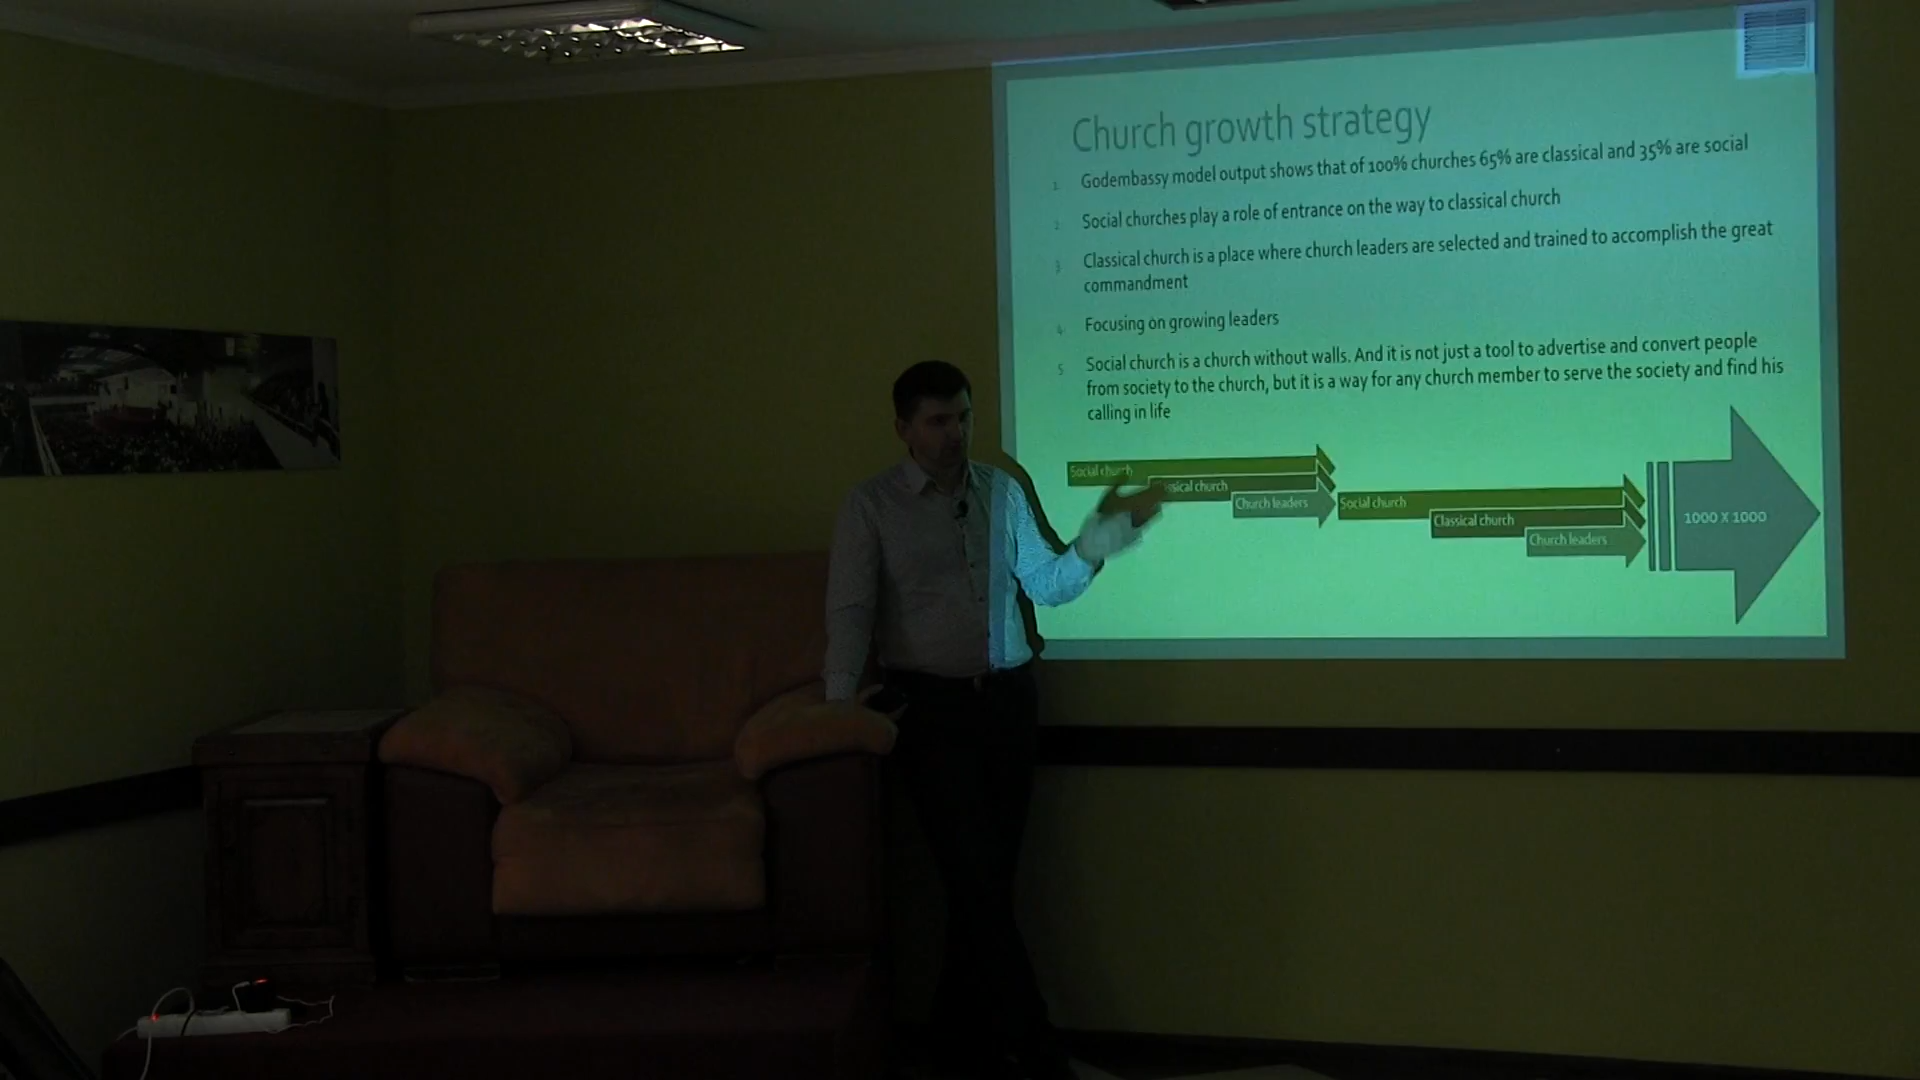 Church growth strategy
1. Godembassy model output shows that of 100% churches 65% are classical and 35% are social
2. Social churches play a role of entrance on the way to classical church
3. Classical church is a place where church leaders are selected and trained to accomplish the great
commandment
4. Focusing on growing leaders
5. Social church is a church without walls. And it is not just a tool to advertise and convert people
from society to the church, but it is a way for any church member to serve the society and find his
calling in life
Social church
church
Church leaders
Social church
Classical church
Church leaders
1000 X 1000